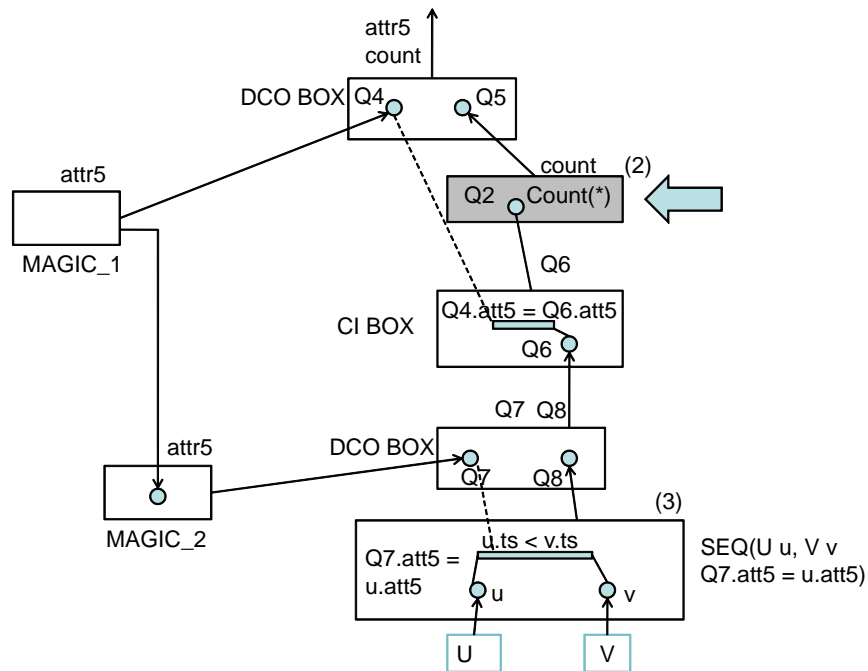 attr5
count
DCO BOX
Q4
Q5
count
(2)
attr5
Q2
Count(*)
MAGIC_1
Q6
Q4.att5 = Q6.att5
CI BOX
Q6
Q7 Q8
attr5
DCO BOX
Q7
Q8
MAGIC_2
(3)
u.ts < v.ts
Q7.att5 =
u.att5
SEQ(U u, V v
Q7.att5 = u.att5)
u
v
U
V